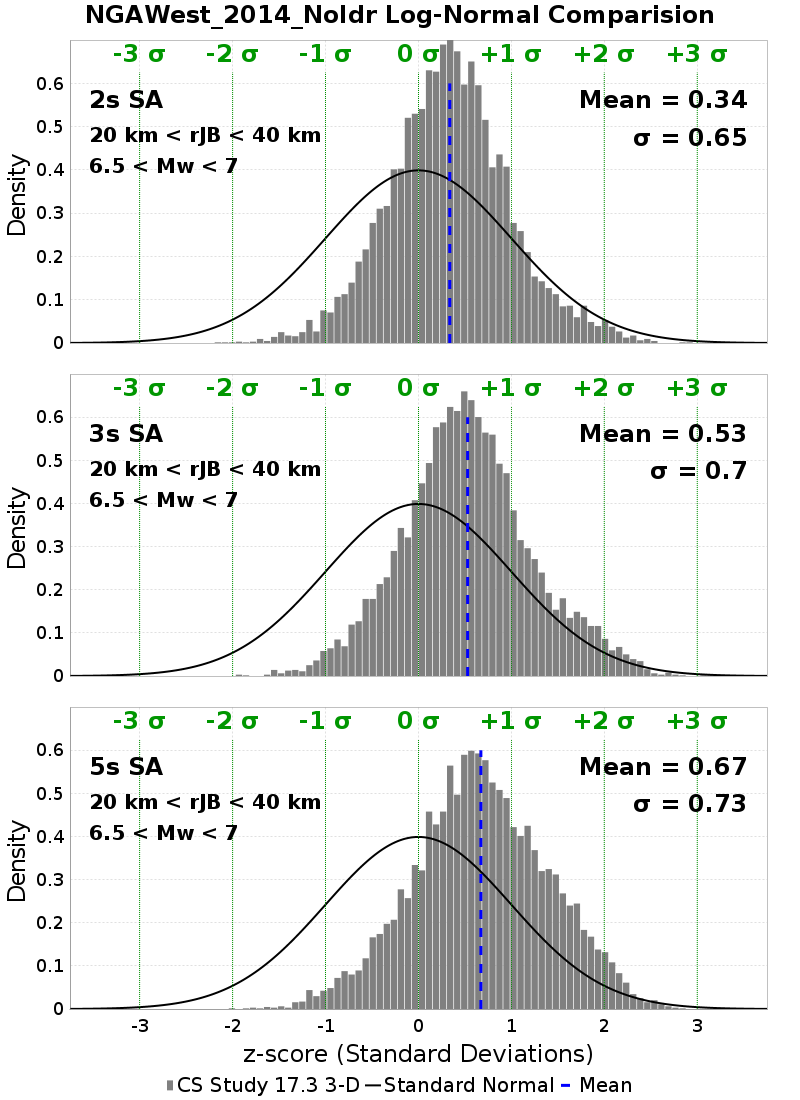 NGAWest_2014_NoIdr Log-Normal Comparision
-3 σ -2 σ -1 σ 0 σ +1 σ +2 σ +3 σ
2s SA
20 km < rJB < 40 km
6.5 < Mw < 7
Mean = 0.34
σ = 0.65
Density
0.6
0.5
0.4
0.3
0.2
0.1
0
-3 σ -2 σ -1 σ 0 σ +1 σ +2 σ +3 σ
3s SA
20 km < rJB < 40 km
6.5 < Mw < 7
Mean = 0.53
σ = 0.7
Density
0.6
0.5
0.4
0.3
0.2
0.1
0
-3 σ -2 σ -1 σ 0 σ +1 σ +2 σ +3 σ
5s SA
20 km < rJB < 40 km
6.5 < Mw < 7
Mean = 0.67
σ = 0.73
Density
0.6
0.5
0.4
0.3
0.2
0.1
0
-3 -2 -1 0 1 2 3
z-score (Standard Deviations)
CS Study 17.3 3-D Standard Normal Mean